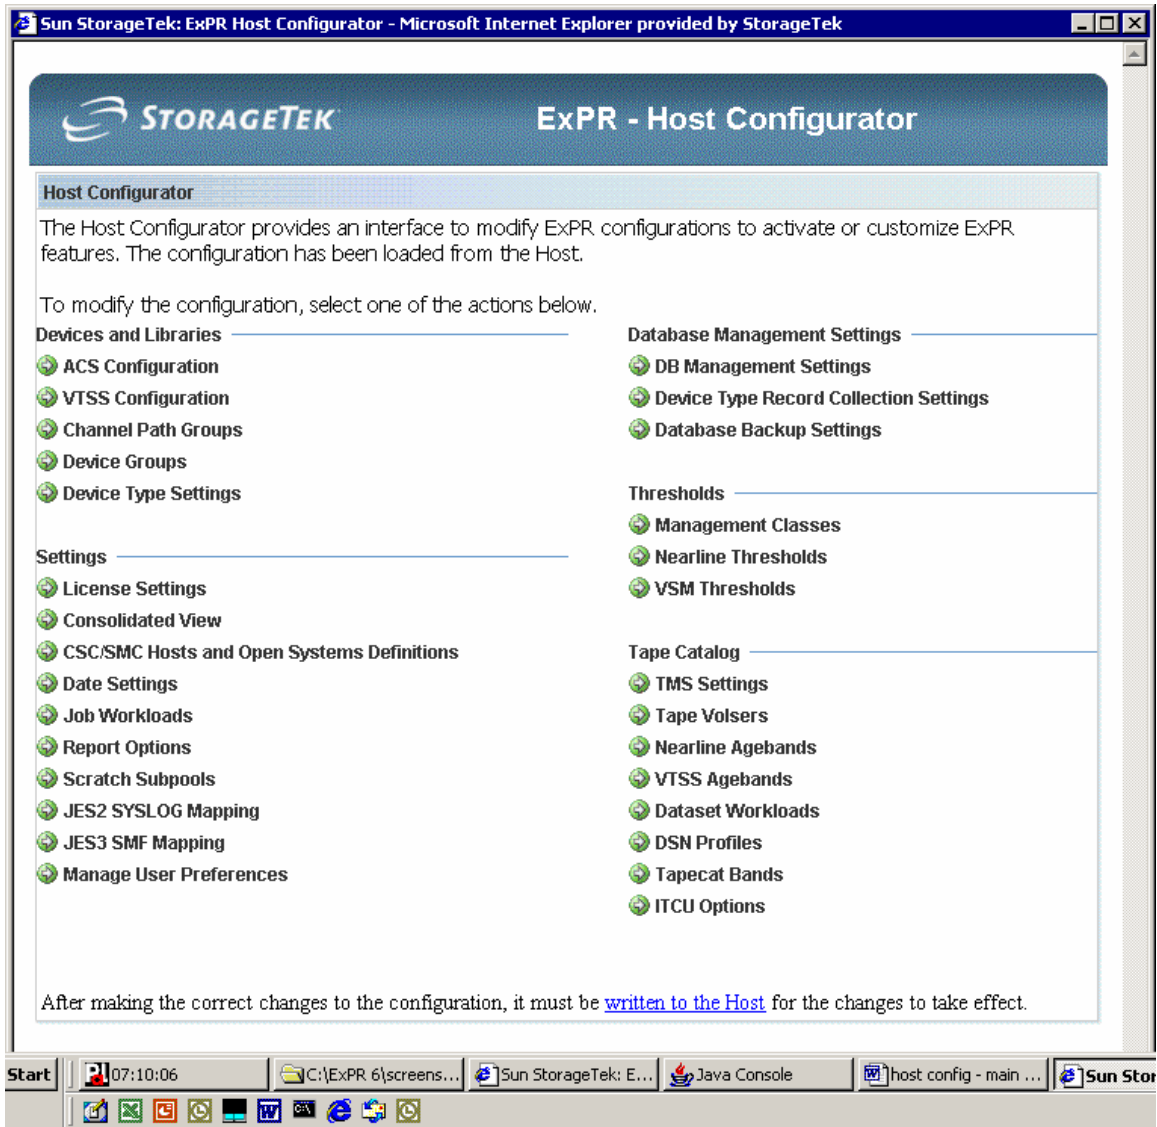 Sun StorageTek: ExPR Host Configurator - Microsoft Internet Explorer provided by StorageTek
STORAGETEK
ExPR - Host Configurator
Host Configurator
The Host Configurator provides an interface to modify ExPR configurations to activate or customize ExPR
features. The configuration has been loaded from the Host.
To modify the configuration, select one of the actions below.
Devices and Libraries
ACS Configuration
VTSS Configuration
Channel Path Groups
Device Groups
Device Type Settings
Settings
License Settings
Consolidated View
CSC/SMC Hosts and Open Systems Definitions
Date Settings
Job Workloads
Report Options
Scratch Subpools
JES2 SYSLOG Mapping
JES3 SMF Mapping
Manage User Preferences
Database Management Settings
DB Management Settings
Device Type Record Collection Settings
Database Backup Settings
Thresholds
Management Classes
Nearline Thresholds
VSM Thresholds
Tape Catalog
TMS Settings
Tape Volsers
Nearline Agebands
VTSS Agebands
Dataset Workloads
DSN Profiles
Tapecat Bands
ITCU Options
After making the correct changes to the configuration, it must be written to the Host for the changes to take effect.
Start
07:10:06
C:\ExPR 6\screens...
Sun StorageTek: E...
Java Console
host config - main ...
Sun Stor